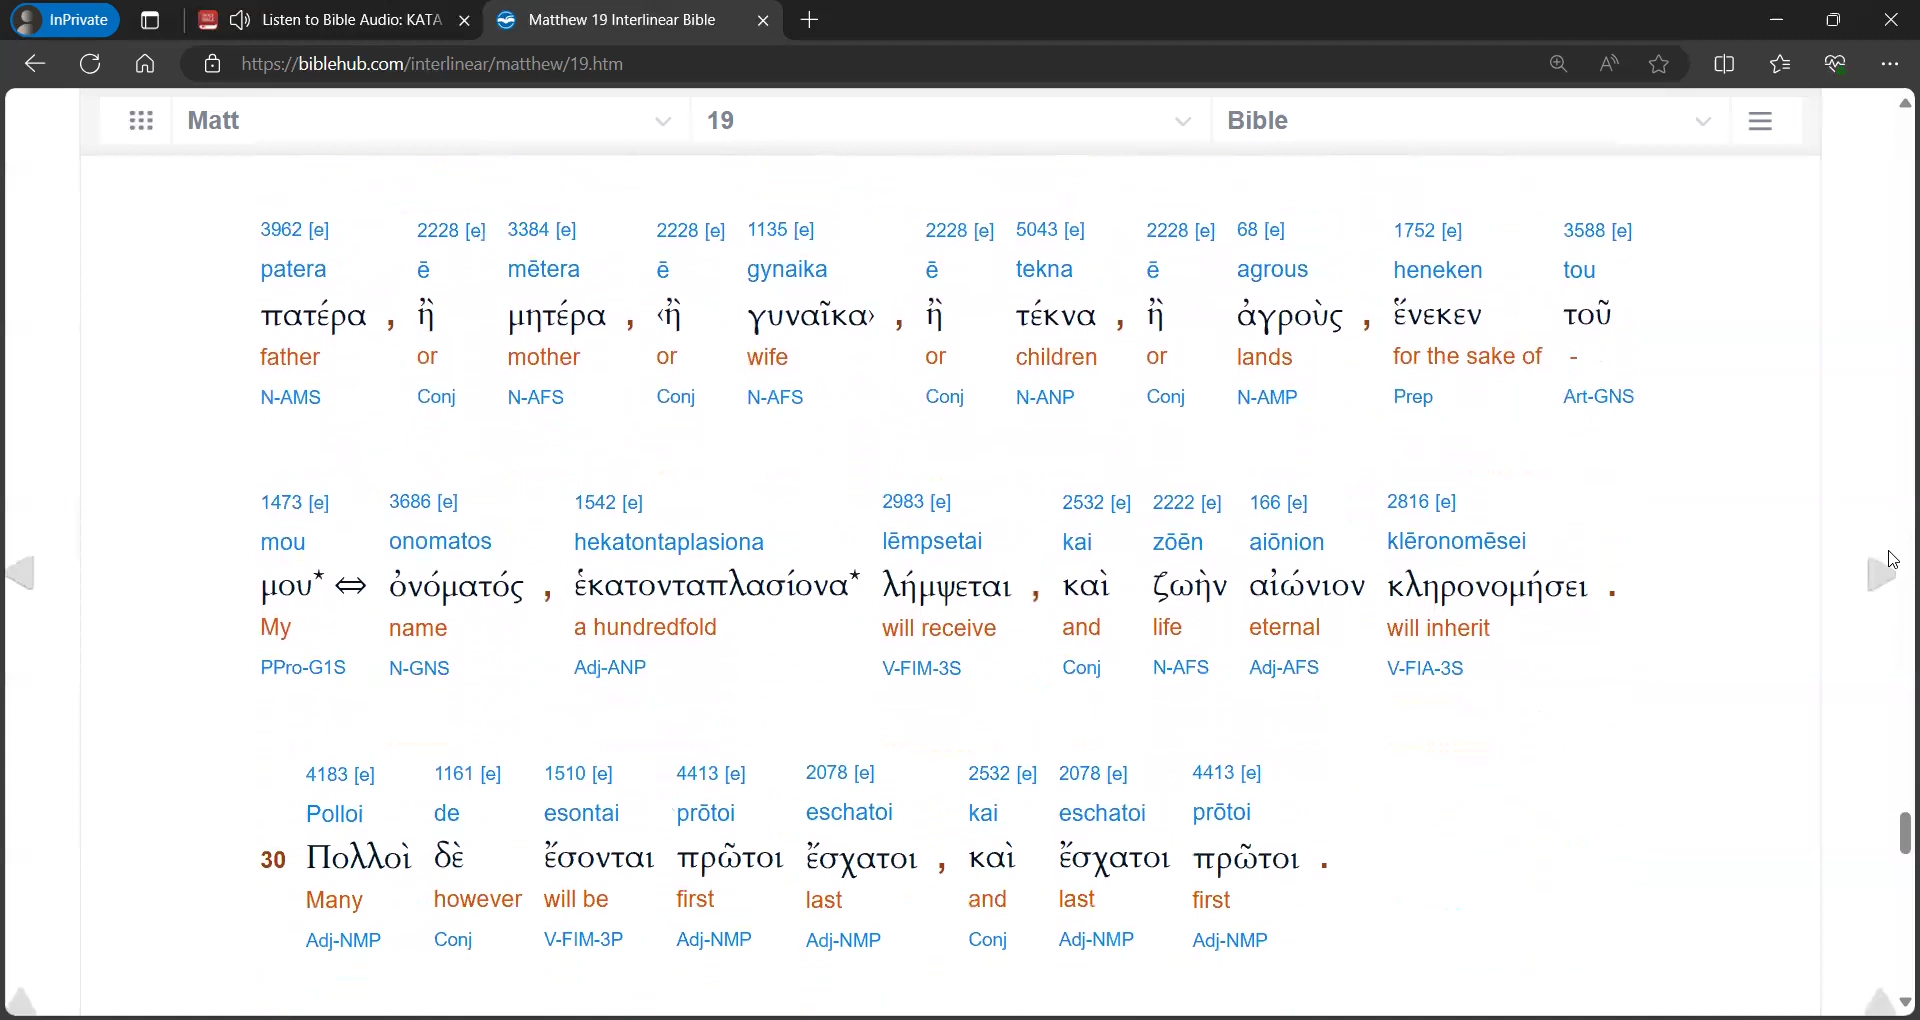 InPrivate
Listen to Bible Audio: KATA
Matthew 19 Interlinear Bible
https://biblehub.com/interlinear/matthew/19.htm
Matt 19 Bible
3962 [e] 2228 [e] 3384 [e] 2228 [e] 1135 [e] 2228 [e] 5043 [e] 2228 [e] 68 [e] 1752 [e] 3588 [e]
patera ē mētera ē gynaika ē tekna ē agrous heneken tou
πατέρα , ἢ μητέρα , ‹ἢ γυναῖκα› , ἢ τέκνα , ἢ ἀγροὺς , ἕνεκεν τοῦ
father or mother or wife or children or lands for the sake of -
N-AMS Conj N-AFS Conj N-AFS Conj N-ANP Conj N-AMP Prep Art-GNS
1473 [e] 3686 [e] 1542 [e] 2983 [e] 2532 [e] 2222 [e] 166 [e] 2816 [e]
mou onomatos hekatontaplasiona lēmpsetai kai zōēn aiōnion klēronomēsei
μου* ⇔ ὀνόματός , ἑκατονταπλασίονα* λήμψεται , καὶ ζωὴν αἰώνιον κληρονομήσει .
My name a hundredfold will receive and life eternal will inherit
PPro-G1S N-GNS Adj-ANP V-FIM-3S Conj N-AFS Adj-AFS V-FIA-3S
4183 [e] 1161 [e] 1510 [e] 4413 [e] 2078 [e] 2532 [e] 2078 [e] 4413 [e]
Polloi de esontai prōtoi eschatoi kai eschatoi prōtoi
30 Πολλοὶ δὲ ἔσονται πρῶτοι ἔσχατοι , καὶ ἔσχατοι πρῶτοι .
Many however will be first last and last first
Adj-NMP Conj V-FIM-3P Adj-NMP Adj-NMP Conj Adj-NMP Adj-NMP